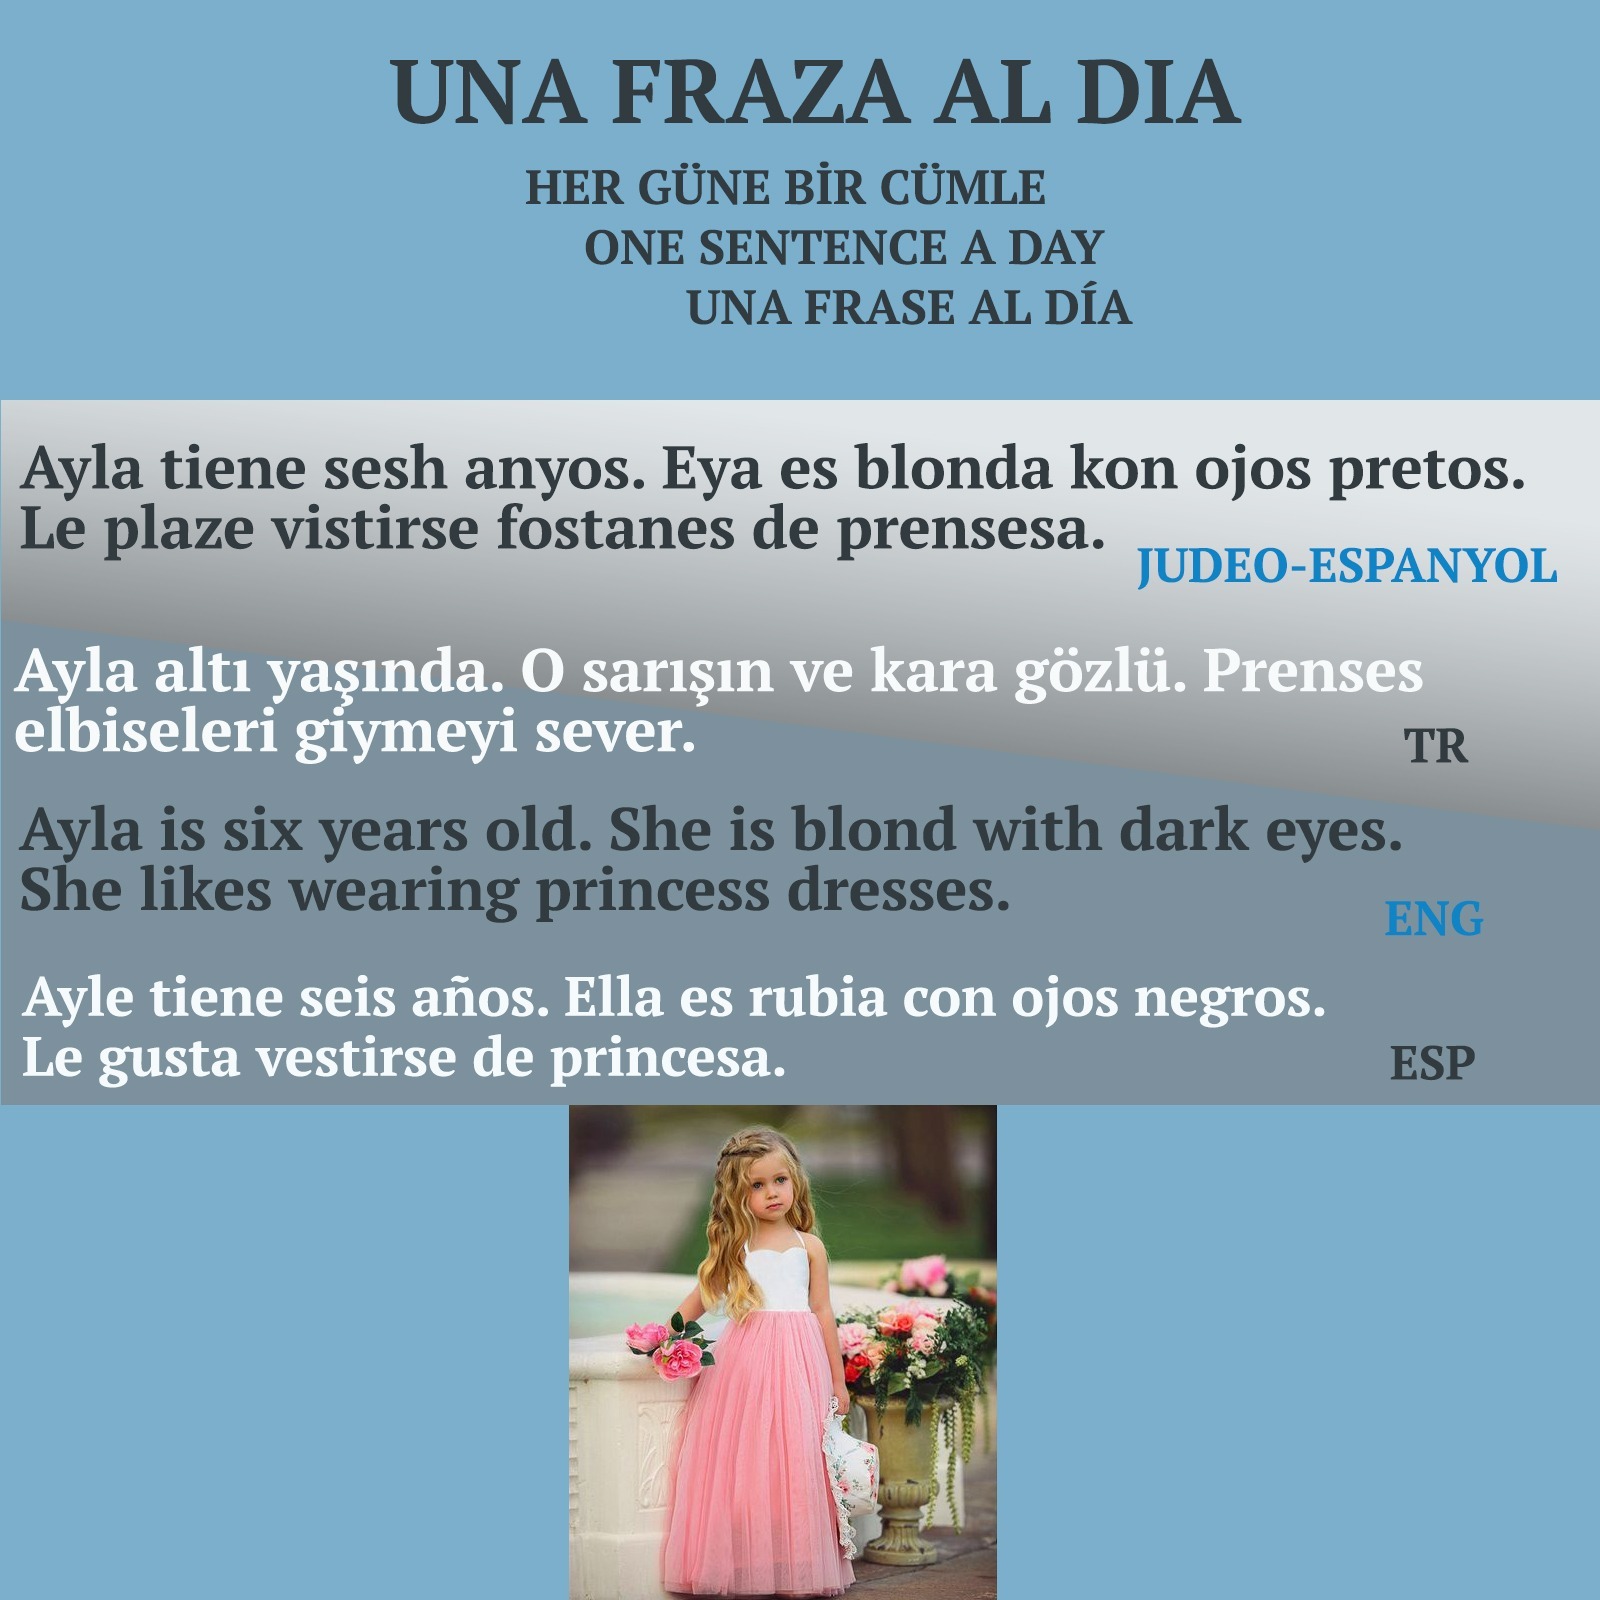 UNA FRAZA AL DIA
HER GÜNE BİR CÜMLE
ONE SENTENCE A DAY
UNA FRASE AL DÍA
Ayla tiene sesh anyos. Eya es blonda kon ojos pretos.
Le plaze vistirse fostanes de prensesa.
JUDEO-ESPANYOL
Ayla altı yaşında. O sarışın ve kara gözlü. Prenses
elbiseleri giymeyi sever.
TR
Ayla is six years old. She is blond with dark eyes.
She likes wearing princess dresses.
ENG
Ayle tiene seis años. Ella es rubia con ojos negros.
Le gusta vestirse de princesa.
ESP